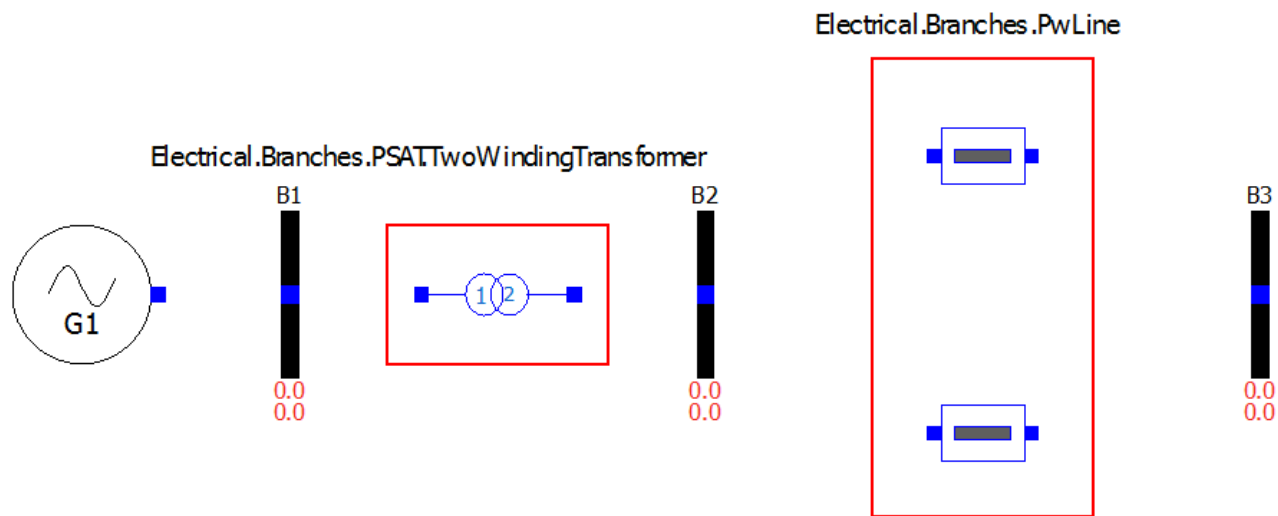 Electrical.Branches.PwLine
Electrical.Branches.PSAT.TwoWindingTransformer
B1
B2
B3
G1
1 2
0.0
0.0
0.0
0.0
0.0
0.0